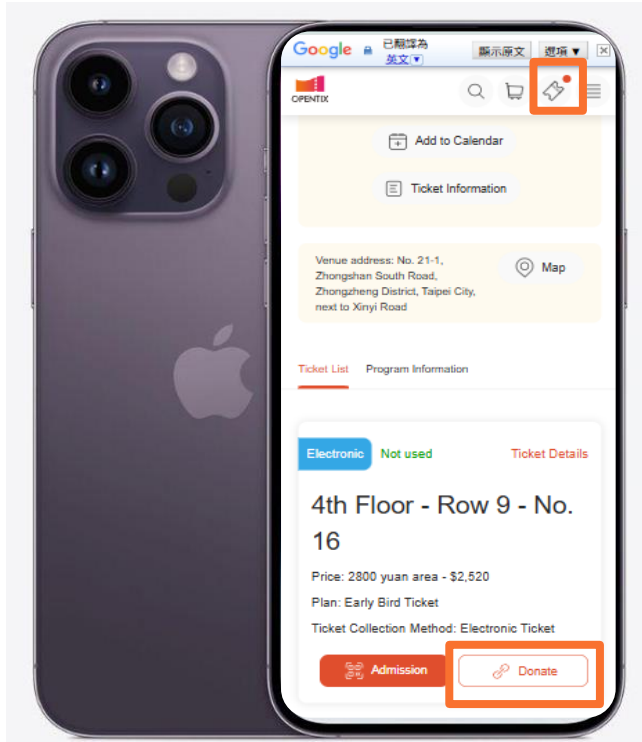 Google 已翻譯為
英文 ▼ 顯示原文 選項 ▼
OPENTIX
Add to Calendar
Ticket Information
Venue address: No. 21-1,
Zhongshan South Road,
Zhongzheng District, Taipei City,
next to Xinyi Road
Map
Ticket List Program Information
Electronic Not used Ticket Details
4th Floor - Row 9 - No.
16
Price: 2800 yuan area - $2,520
Plan: Early Bird Ticket
Ticket Collection Method: Electronic Ticket
Admission Donate